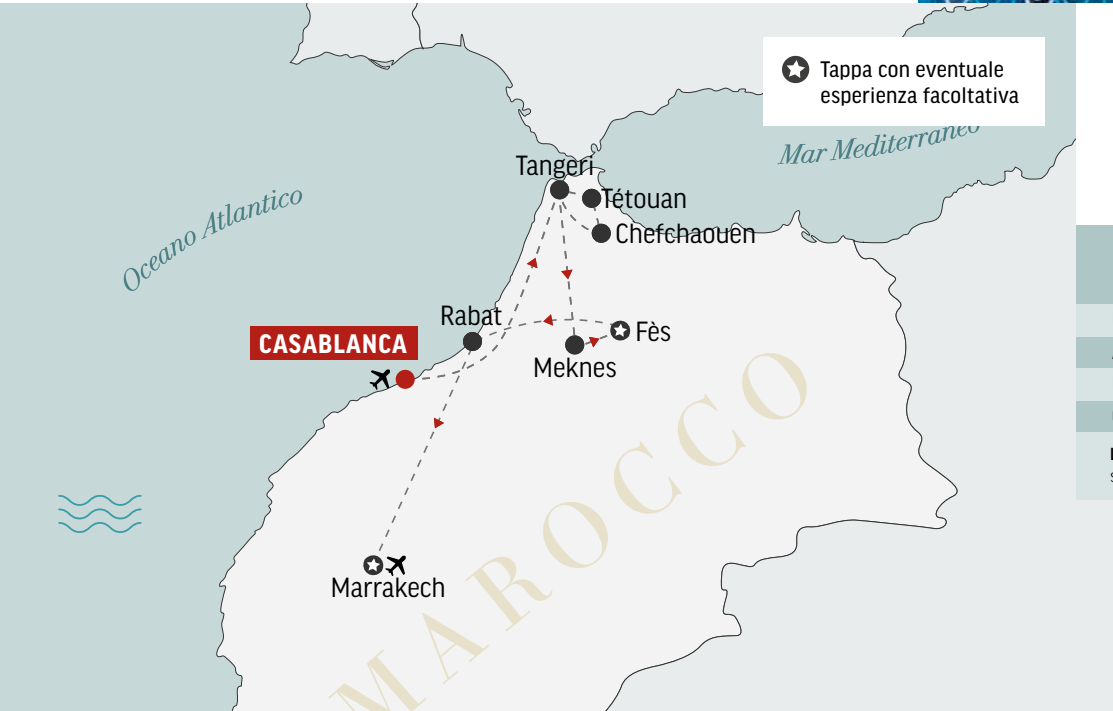 Tappa con eventuale
esperienza facoltativa
Mar Mediterraneo
Tangeri
Tétouan
Oceano Atlantico
Chefchaouen
Rabat
Fès
CASABLANCA
Meknes
MAROCCO
Marrakech